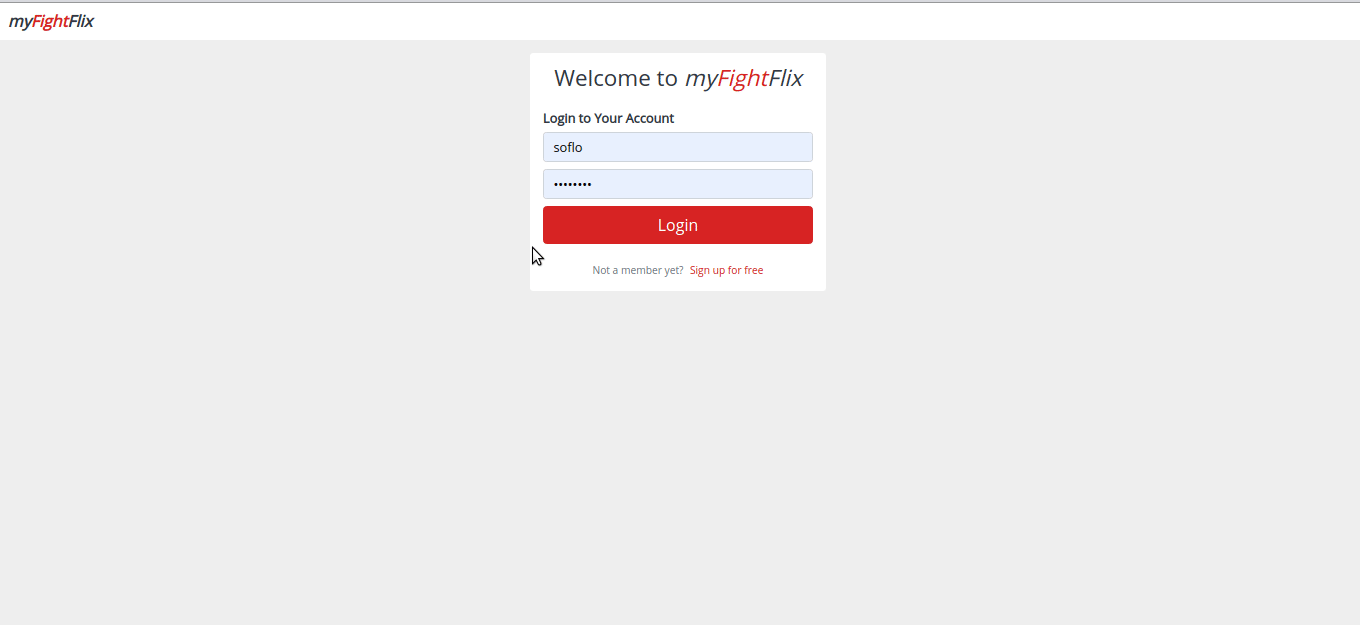 myFightFlix
Welcome to myFightFlix
Login to Your Account
soflo
••••••••
Login
Not a member yet? Sign up for free